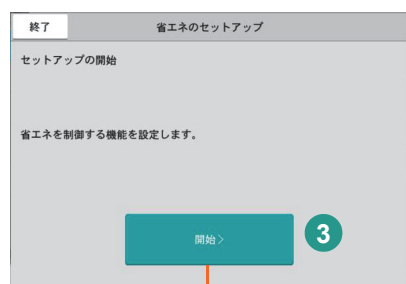 終了
省エネのセットアップ
セットアップの開始
省エネを制御する機能を設定します。
開始>
3